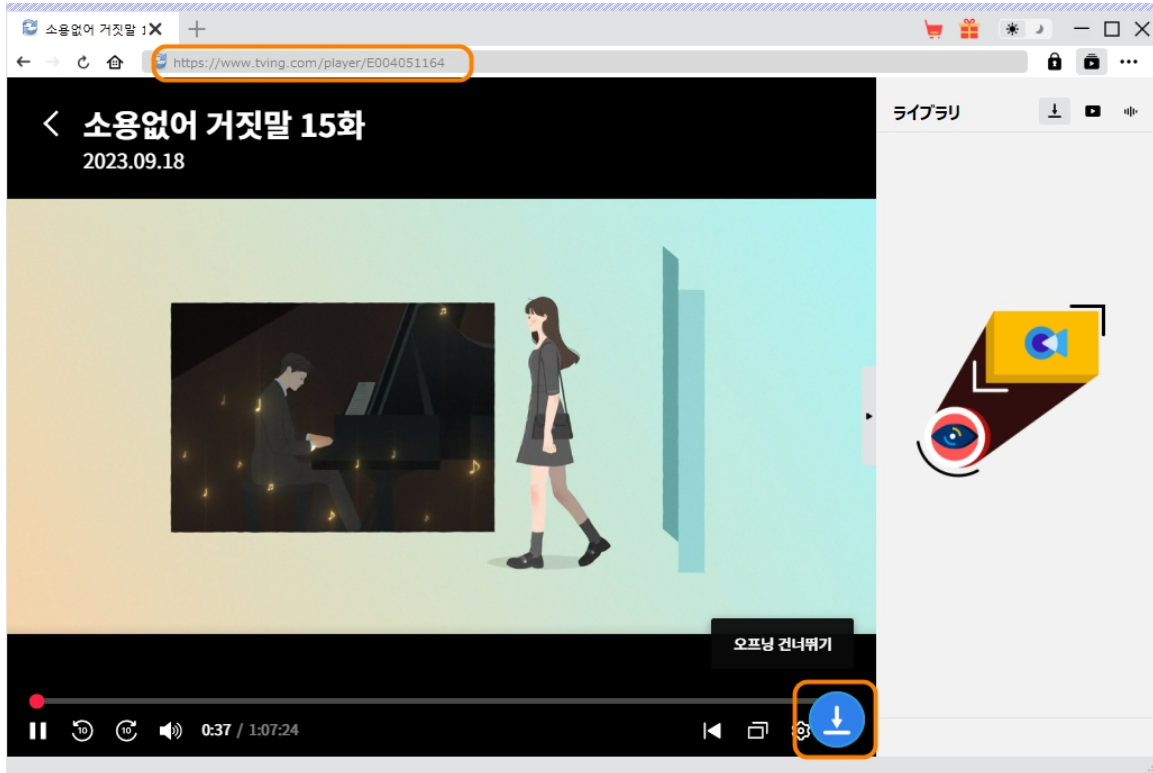 소용없어 거짓말 1
https://www.tving.com/player/E004051164
소용없어 거짓말 15화
2023.09.18
ライブラリ
오프닝 건너뛰기
10
10
0:37 / 1:07:24